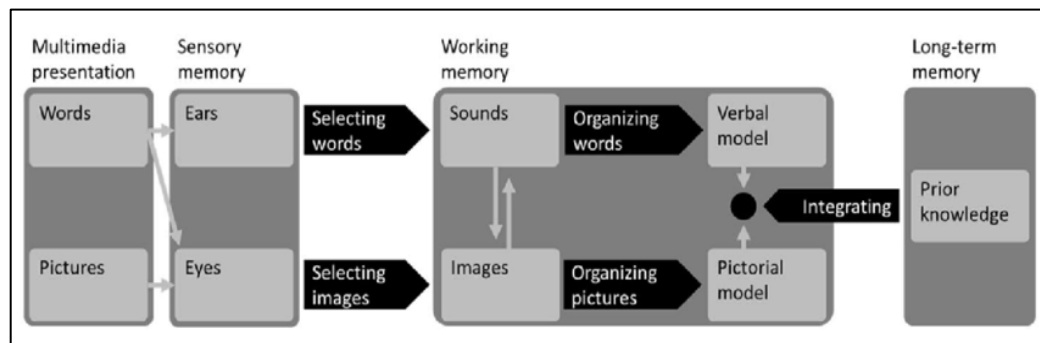 Multimedia
presentation
Sensory
memory
Working
memory
Long-term
memory
Words
Ears
Selecting
words
Sounds
Organizing
words
Verbal
model
Integrating
Prior
knowledge
Pictures
Eyes
Selecting
images
Images
Organizing
pictures
Pictorial
model